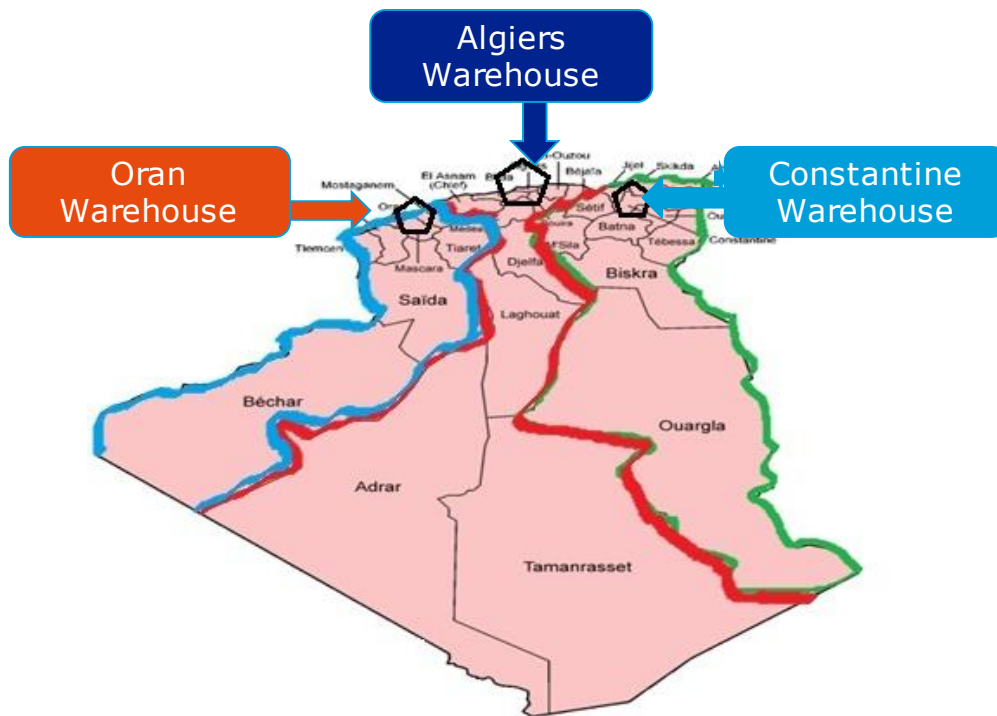 Algiers
Warehouse
Oran
Warehouse
Constantine
Warehouse
Jijel
Skikda
Béjaïa
El Asnam
(Chlef)
Mostaganem
Sétif
Tlemcen
Tiaret
Batna
M'Sila
Tébessa
Constantine
Mascara
Djelfa
Biskra
Saïda
Laghouat
Béchar
Ouargla
Adrar
Tamanrasset